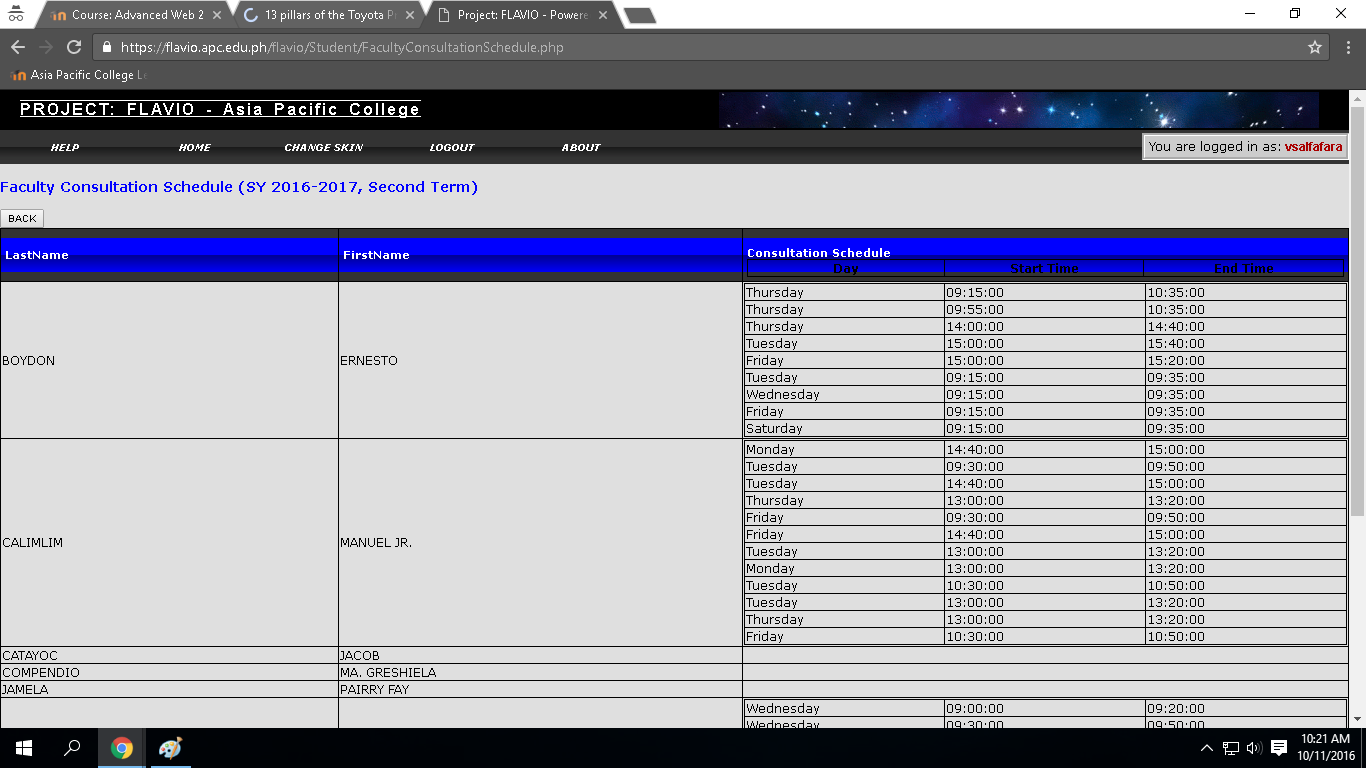 Course: Advanced Web 2
13 pillars of the Toyota P
Project: FLAVIO - Powere
https://flavio.apc.edu.ph/flavio/Student/FacultyConsultationSchedule.php
Asia Pacific College Le
PROJECT: FLAVIO - Asia Pacific College
HELP HOME CHANGE SKIN LOGOUT ABOUT
You are logged in as: vsalfafara
Faculty Consultation Schedule (SY 2016-2017, Second Term)
BACK
LastName FirstName Consultation Schedule
Day Start Time End Time
BOYDON ERNESTO
Thursday 09:15:00 10:35:00
Thursday 09:55:00 10:35:00
Thursday 14:00:00 14:40:00
Tuesday 15:00:00 15:40:00
Friday 15:00:00 15:20:00
Tuesday 09:15:00 09:35:00
Wednesday 09:15:00 09:35:00
Friday 09:15:00 09:35:00
Saturday 09:15:00 09:35:00
CALIMLIM MANUEL JR.
Monday 14:40:00 15:00:00
Tuesday 09:30:00 09:50:00
Tuesday 14:40:00 15:00:00
Thursday 13:00:00 13:20:00
Friday 09:30:00 09:50:00
Friday 14:40:00 15:00:00
Tuesday 13:00:00 13:20:00
Monday 13:00:00 13:20:00
Tuesday 10:30:00 10:50:00
Tuesday 13:00:00 13:20:00
Thursday 13:00:00 13:20:00
Friday 10:30:00 10:50:00
CATAYOC JACOB
COMPENDIO MA. GRESHIELA
JAMELA PAIRRY FAY
Wednesday 09:00:00 09:20:00
Wednesday 09:30:00 09:50:00
10:21 AM
10/11/2016